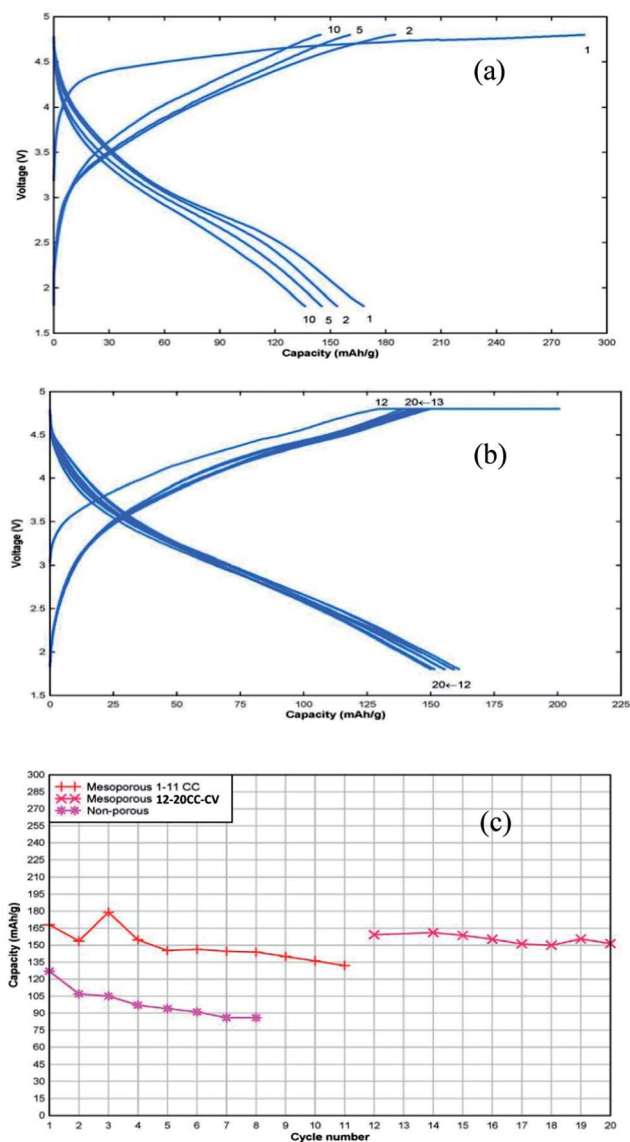 5
4.5
4
3.5
3
2.5
2
1.5
Voltage (V)
10 5 2
1
(a)
10 5 2 1
0 30 60 90 120 150 180 210 240 270 300
Capacity (mAh/g)
5
4.5
4
3.5
3
2.5
2
1.5
Voltage (V)
12 20←13
(b)
20←12
0 25 50 75 100 125 150 175 200 225
Capacity (mAh/g)
300
285
270
255
240
225
210
195
180
165
150
135
120
105
90
75
60
45
30
15
0
Capacity (mAh/g)
Mesoporous 1-11 CC
Mesoporous 12-20CC-CV
Non-porous
(c)
1 2 3 4 5 6 7 8 9 10 11 12 13 14 15 16 17 18 19 20
Cycle number